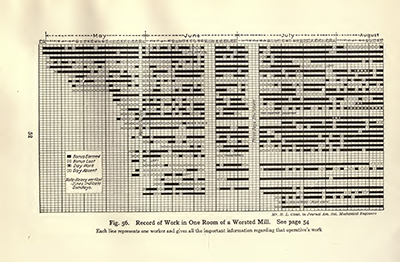 May June July August
Bonus Earned
Bonus Lost
Day Work
Day Absent
Note: Heavy vertical
Lines Indicate
Sundays.
52
Mr. H. L. Gantt, in Journal Am. Soc. Mechanical Engineers
Fig. 56. Record of Work in One Room of a Worsted Mill. See page 54
Each line represents one worker and gives all the important information regarding that operative's work